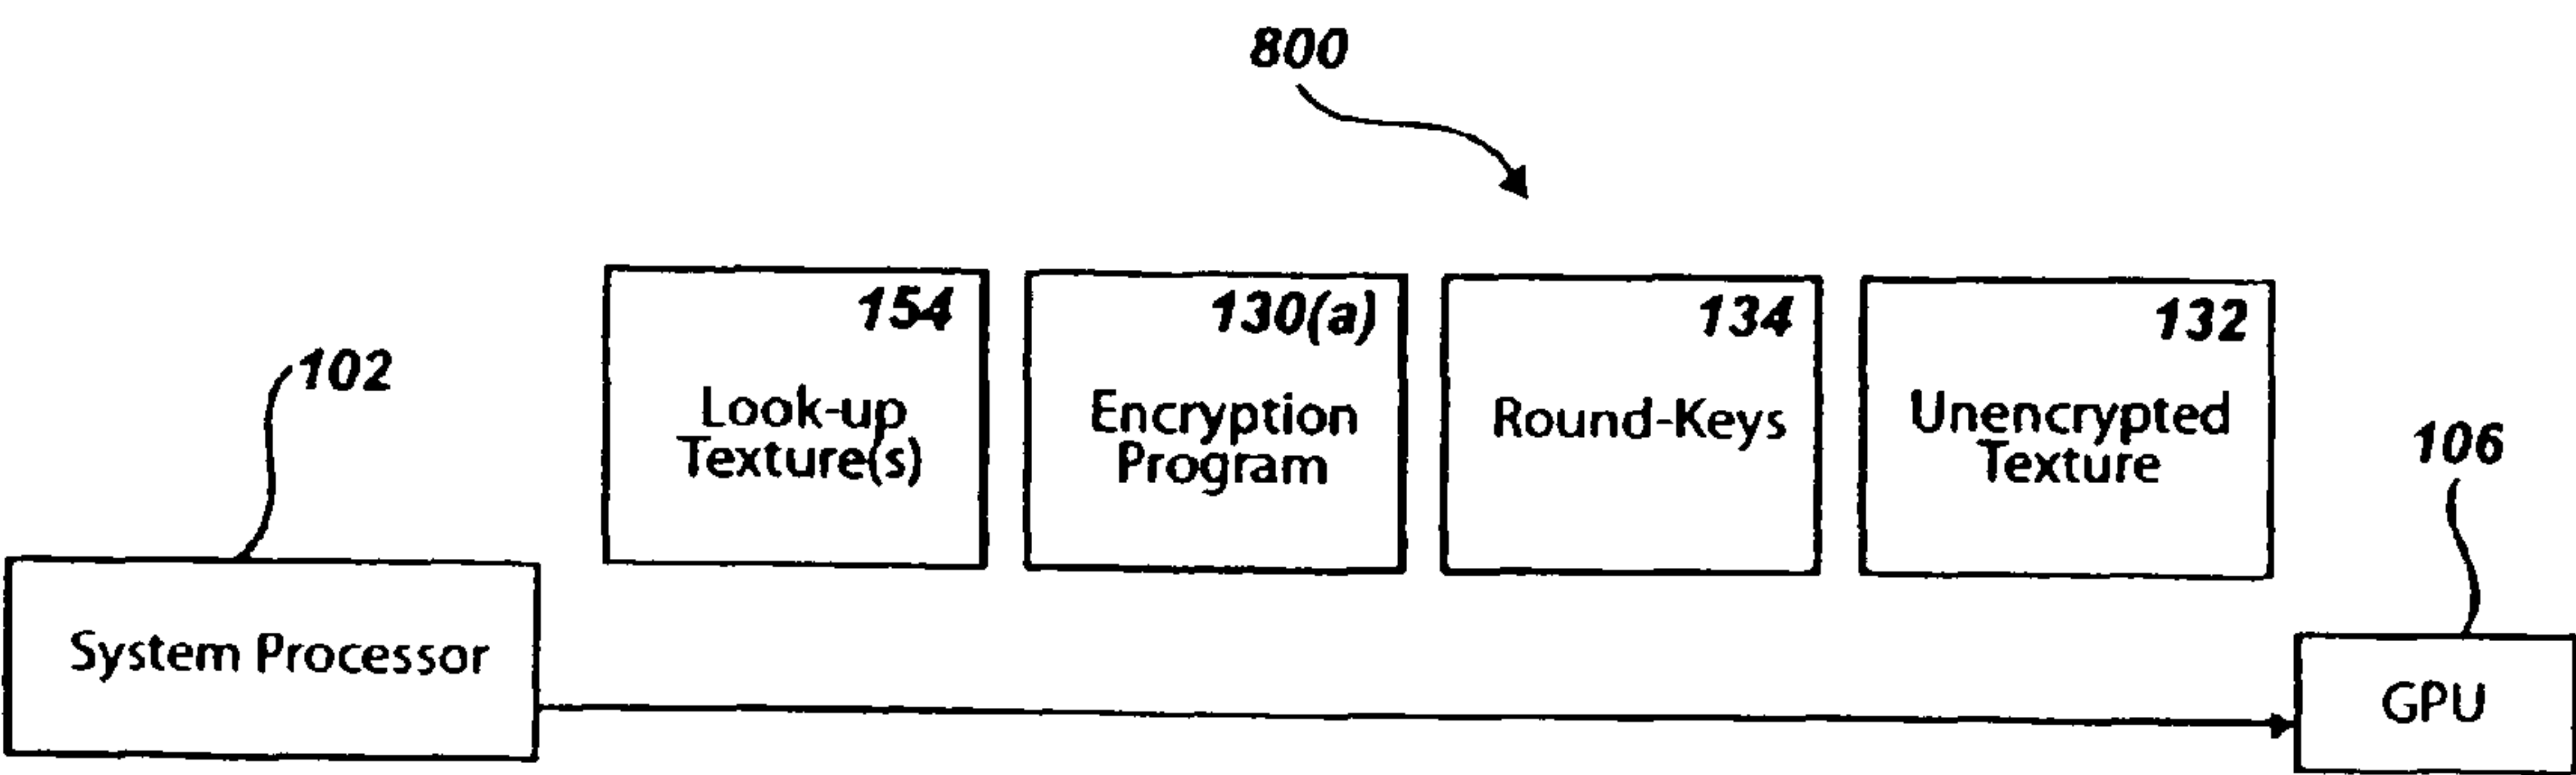 800
154
130(a)
134
132
102
Look-up
Texture(s)
Encryption
Program
Round-Keys
Unencrypted
Texture
106
System Processor
GPU